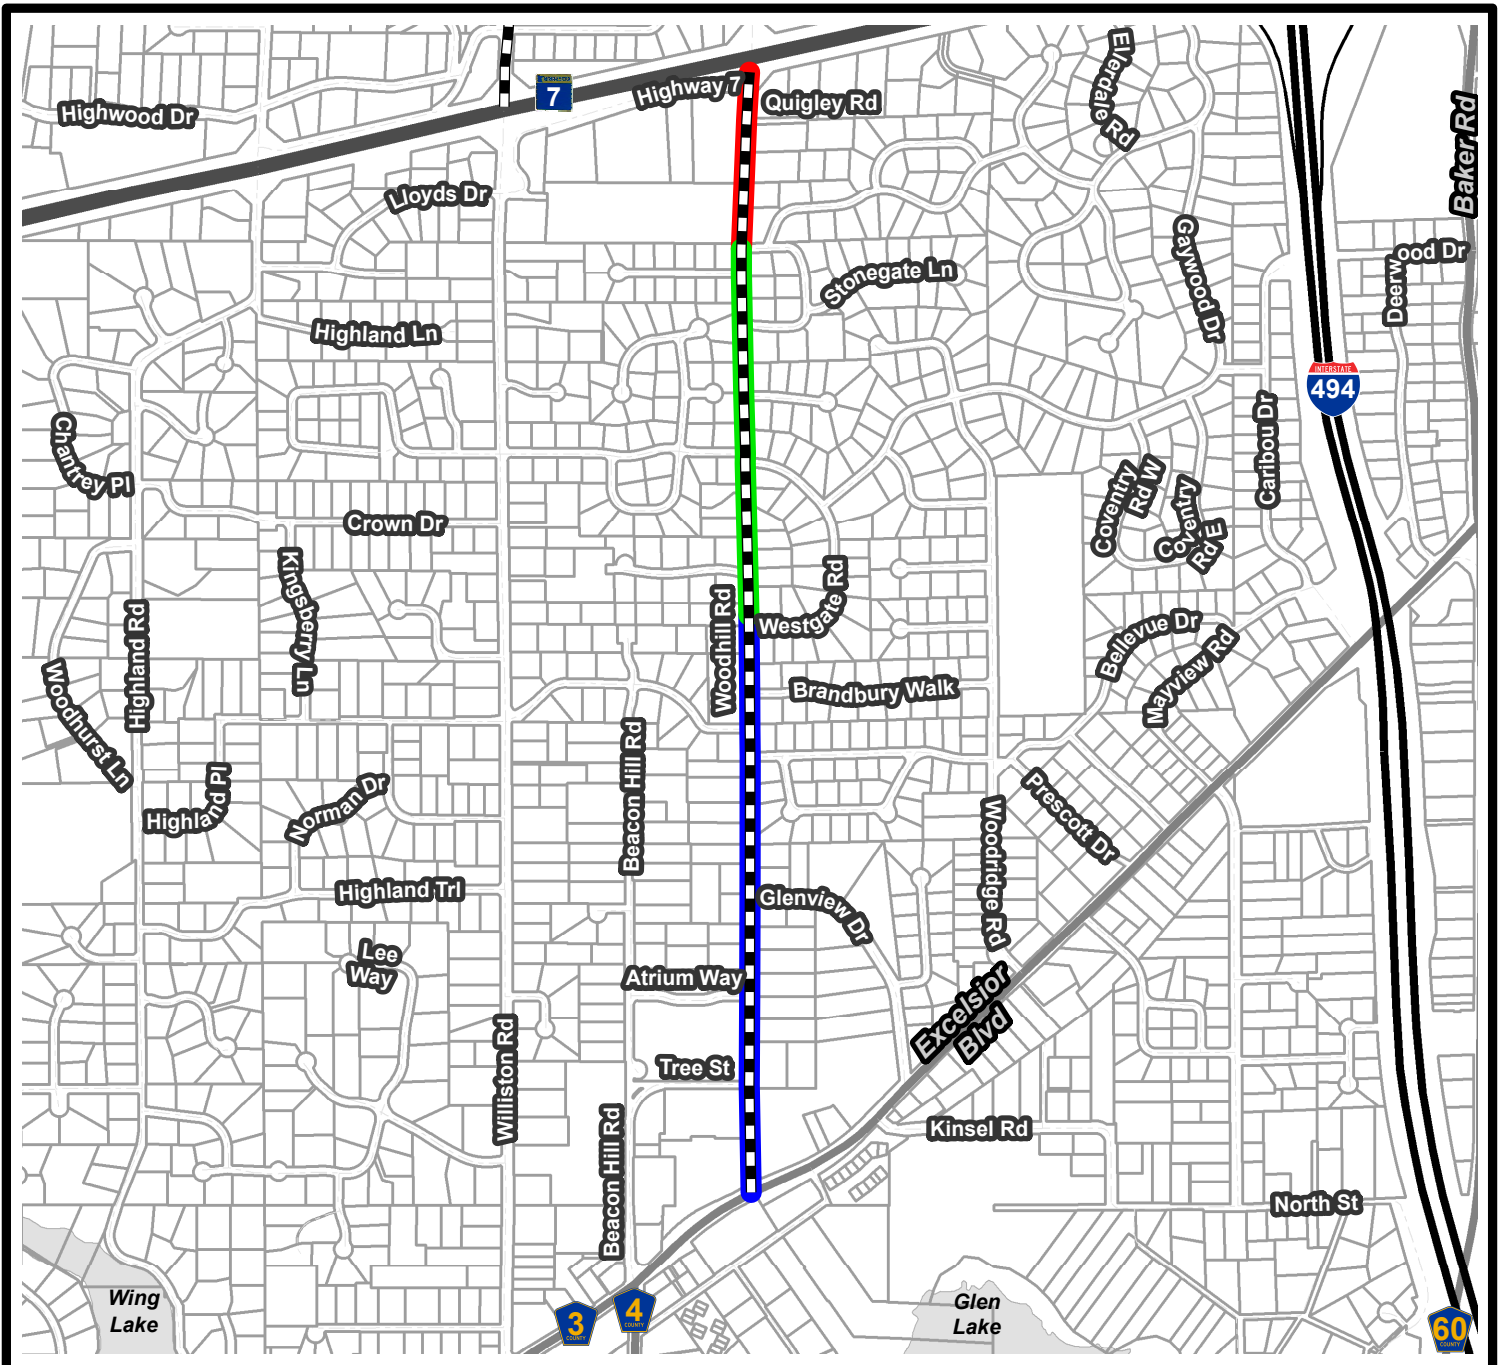 Highwood Dr
7
Highway 7
Quigley Rd
Elverdale Rd
Baker Rd
Lloyds Dr
Gaywood Dr
Deerwood Dr
Stonegate Ln
Highland Ln
INTERSTATE
494
Chantrey Pl
Caribou Dr
Coventry
Rd W
Coventry
Rd E
Crown Dr
Kingsberry Ln
Woodhill Rd
Westgate Rd
Highland Rd
Bellevue Dr
Mayview Rd
Brandbury Walk
Woodhurst Ln
Beacon Hill Rd
Highland Pl
Norman Dr
Prescott Dr
Woodridge Rd
Highland Trl
Glenview Dr
Lee
Way
Atrium Way
Excelsior
Blvd
Williston Rd
Tree St
Beacon Hill Rd
Kinsel Rd
North St
Wing
Lake
Glen
Lake
3
COUNTY
4
COUNTY
60
COUNTY